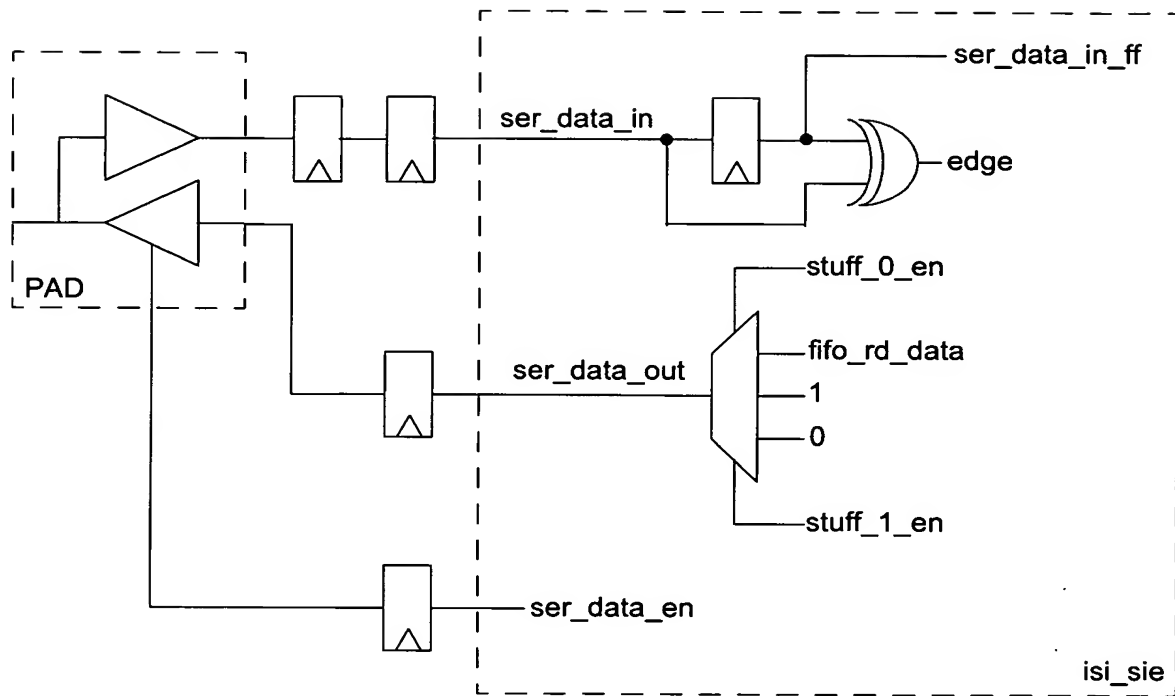 ser_data_in_ff
ser_data_in
edge
PAD
stuff_0_en
fifo_rd_data
ser_data_out
1
0
stuff_1_en
ser_data_en
isi_sie